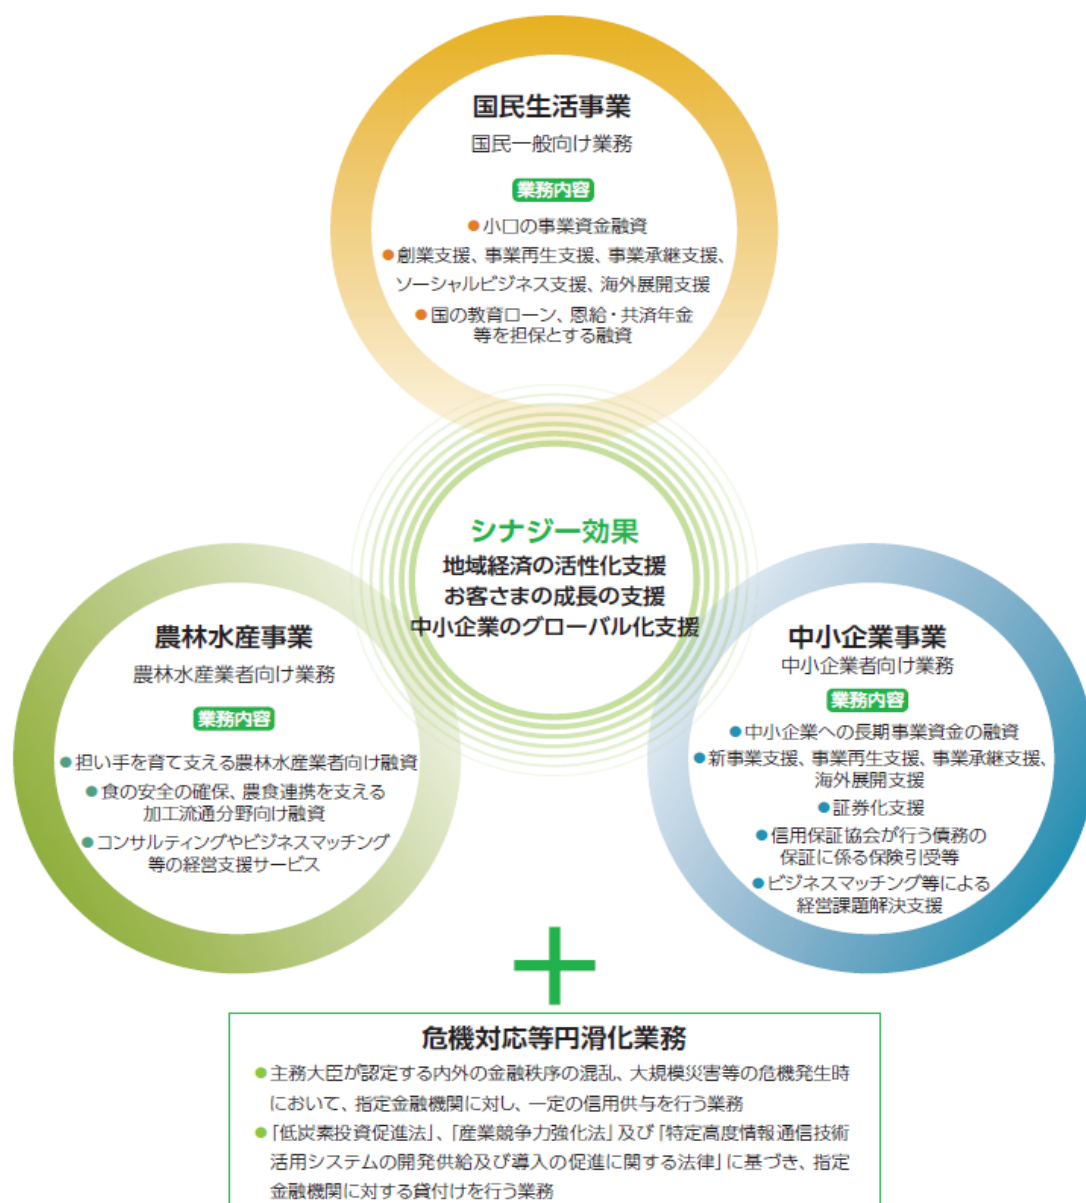 国民生活事業
国民一般向け業務
業務内容
●小口の事業資金融資
●創業支援、事業再生支援、事業承継支援、
ソーシャルビジネス支援、海外展開支援
●国の教育ローン、恩給・共済年金
等を担保とする融資
シナジー効果
地域経済の活性化支援
お客さまの成長の支援
中小企業のグローバル化支援
農林水産事業
農林水産業者向け業務
業務内容
●担い手を育て支える農林水産業者向け融資
●食の安全の確保、農食連携を支える
加工流通分野向け融資
●コンサルティングやビジネスマッチング
等の経営支援サービス
中小企業事業
中小企業者向け業務
業務内容
●中小企業への長期事業資金の融資
●新事業支援、事業再生支援、事業承継支援、
海外展開支援
●証券化支援
●信用保証協会が行う債務の
保証に係る保険引受等
●ビジネスマッチング等による
経営課題解決支援
+
危機対応等円滑化業務
●主務大臣が認定する内外の金融秩序の混乱、大規模災害等の危機発生時
において、指定金融機関に対し、一定の信用供与を行う業務
●「低炭素投資促進法」、「産業競争力強化法」及び「特定高度情報通信技術
活用システムの開発供給及び導入の促進に関する法律」に基づき、指定
金融機関に対する貸付けを行う業務